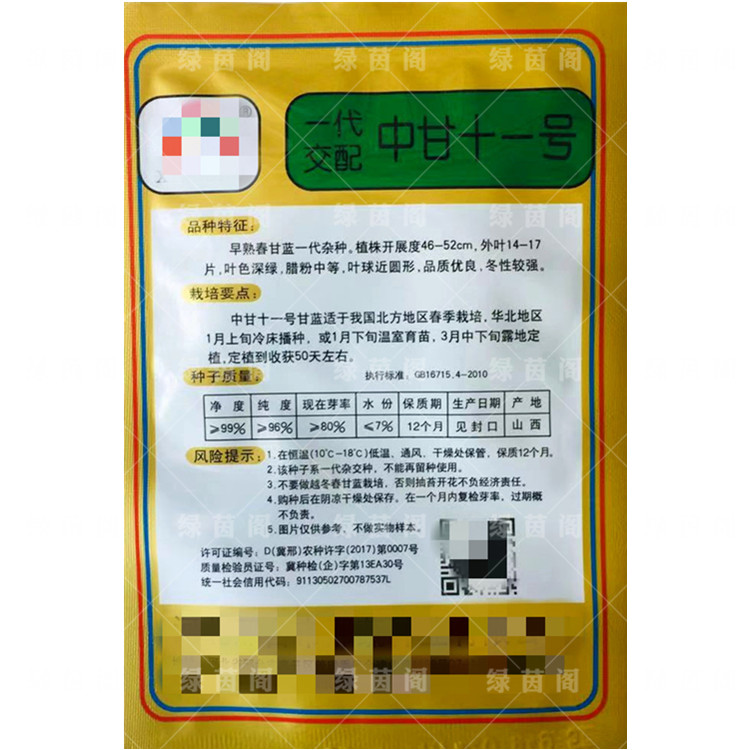 绿茵阁 绿茵阁 绿茵阁
一代
交配
中甘十一号
品种特征:
早熟春甘蓝一代杂种。植株开展度46-52cm,外叶14-17
片,叶色深绿,腊粉中等,叶球近圆形,品质优良,冬性较强。
栽培要点:
中甘十一号甘蓝适于我国北方地区春季栽培,华北地区
1月上旬冷床播种,或1月下旬温室育苗,3月中下旬露地定
植,定植到收获50天左右。
种子质量:
执行标准:GB16715.4-2010
净度 纯度 现在芽率 水份 保质期 生产日期 产地
≥99% ≥96% ≥80% ≤7% 12个月 见封口 山西
风险提示:
1.在恒温(10℃-18℃)低温、通风、干燥处保管,保质12个月。
2.该种子系一代杂交种,不能再留种使用。
3.不要做越冬春甘蓝栽培,否则抽苔开花不负经济责任。
4.购种后在阴凉干燥处保存。在一个月内复检芽率,过期概
不负责。
5.图片仅供参考,不做实物样本。
许可证编号:D(冀邢)农种许字(2017)第0007号
质量检验员证号:冀种检(企)字第13EA30号
统一社会信用代码:91130502700787537L
绿茵阁 绿茵阁 绿茵阁